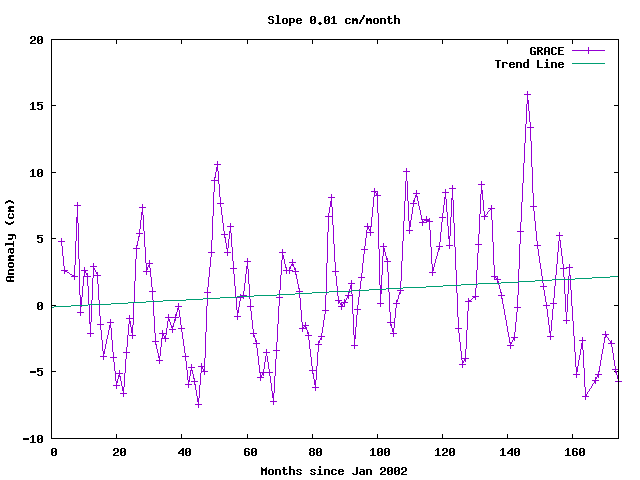 Slope 0.01 cm/month
GRACE
Trend Line
Anomaly (cm)
20
15
10
5
0
-5
-10
0 20 40 60 80 100 120 140 160
Months since Jan 2002